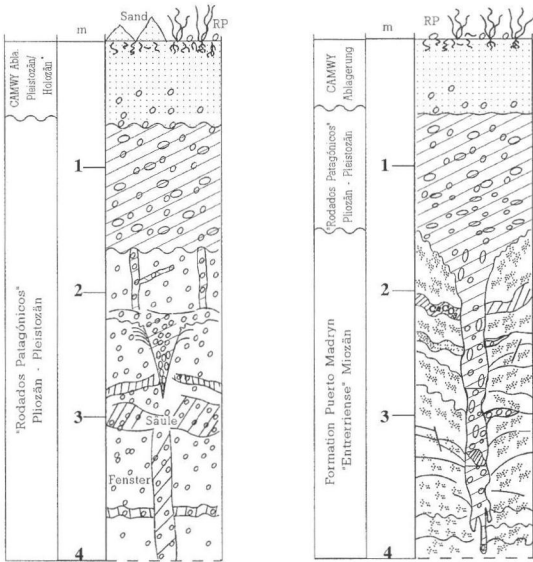 m
Sand
RP
CAMWY Abla.
Pleistozän/
Holozän"
1
2
3
4
"Rodados Patagónicos"
Pliozän - Pleistozän
Säule
Fenster
m
RP
CAMWY
Ablagerung
"Rodados Patagónicos"
Pliozän - Pleistozän
1
2
3
4
Formation Puerto Madryn
"Entrerriense" Miozän